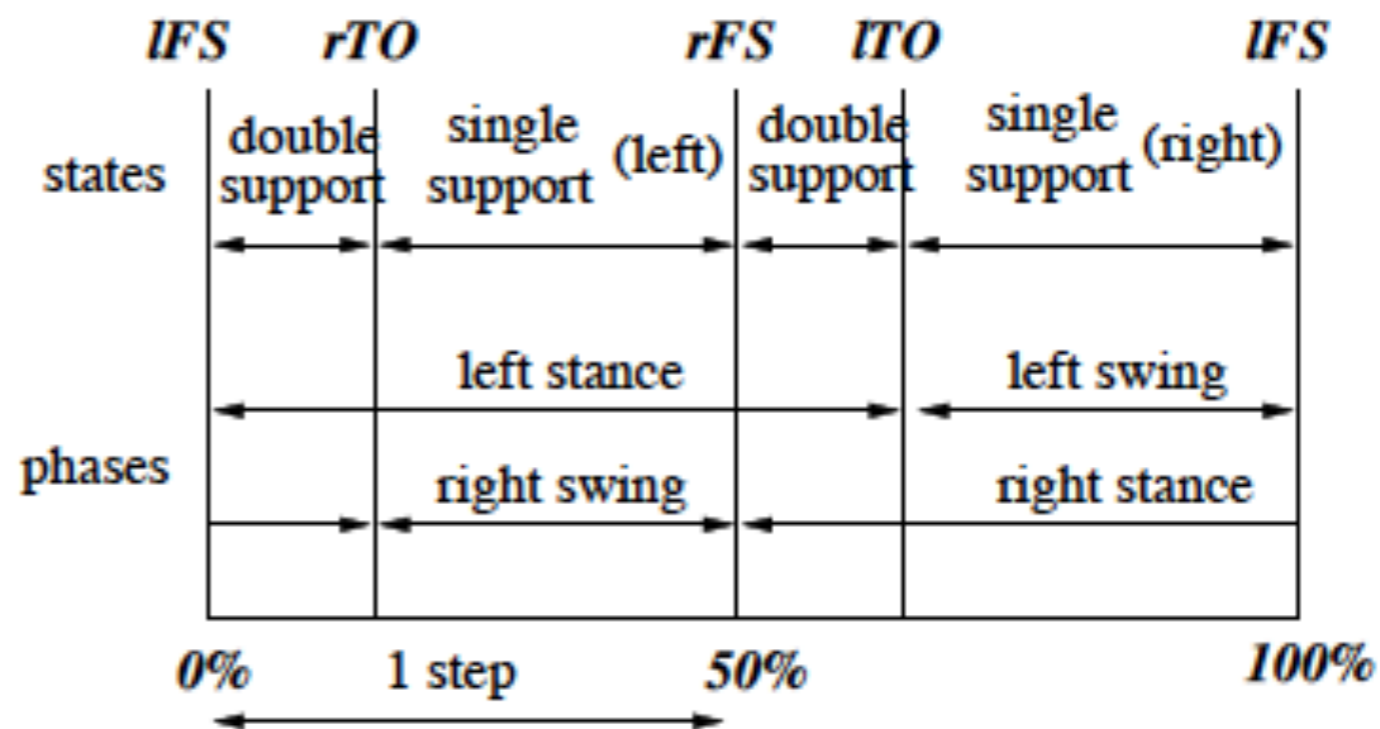 lFS rTO rFS lTO lFS
states
double
support
single
support
(left)
double
support
single
support
(right)
left stance
left swing
phases
right swing
right stance
0% 1 step 50% 100%